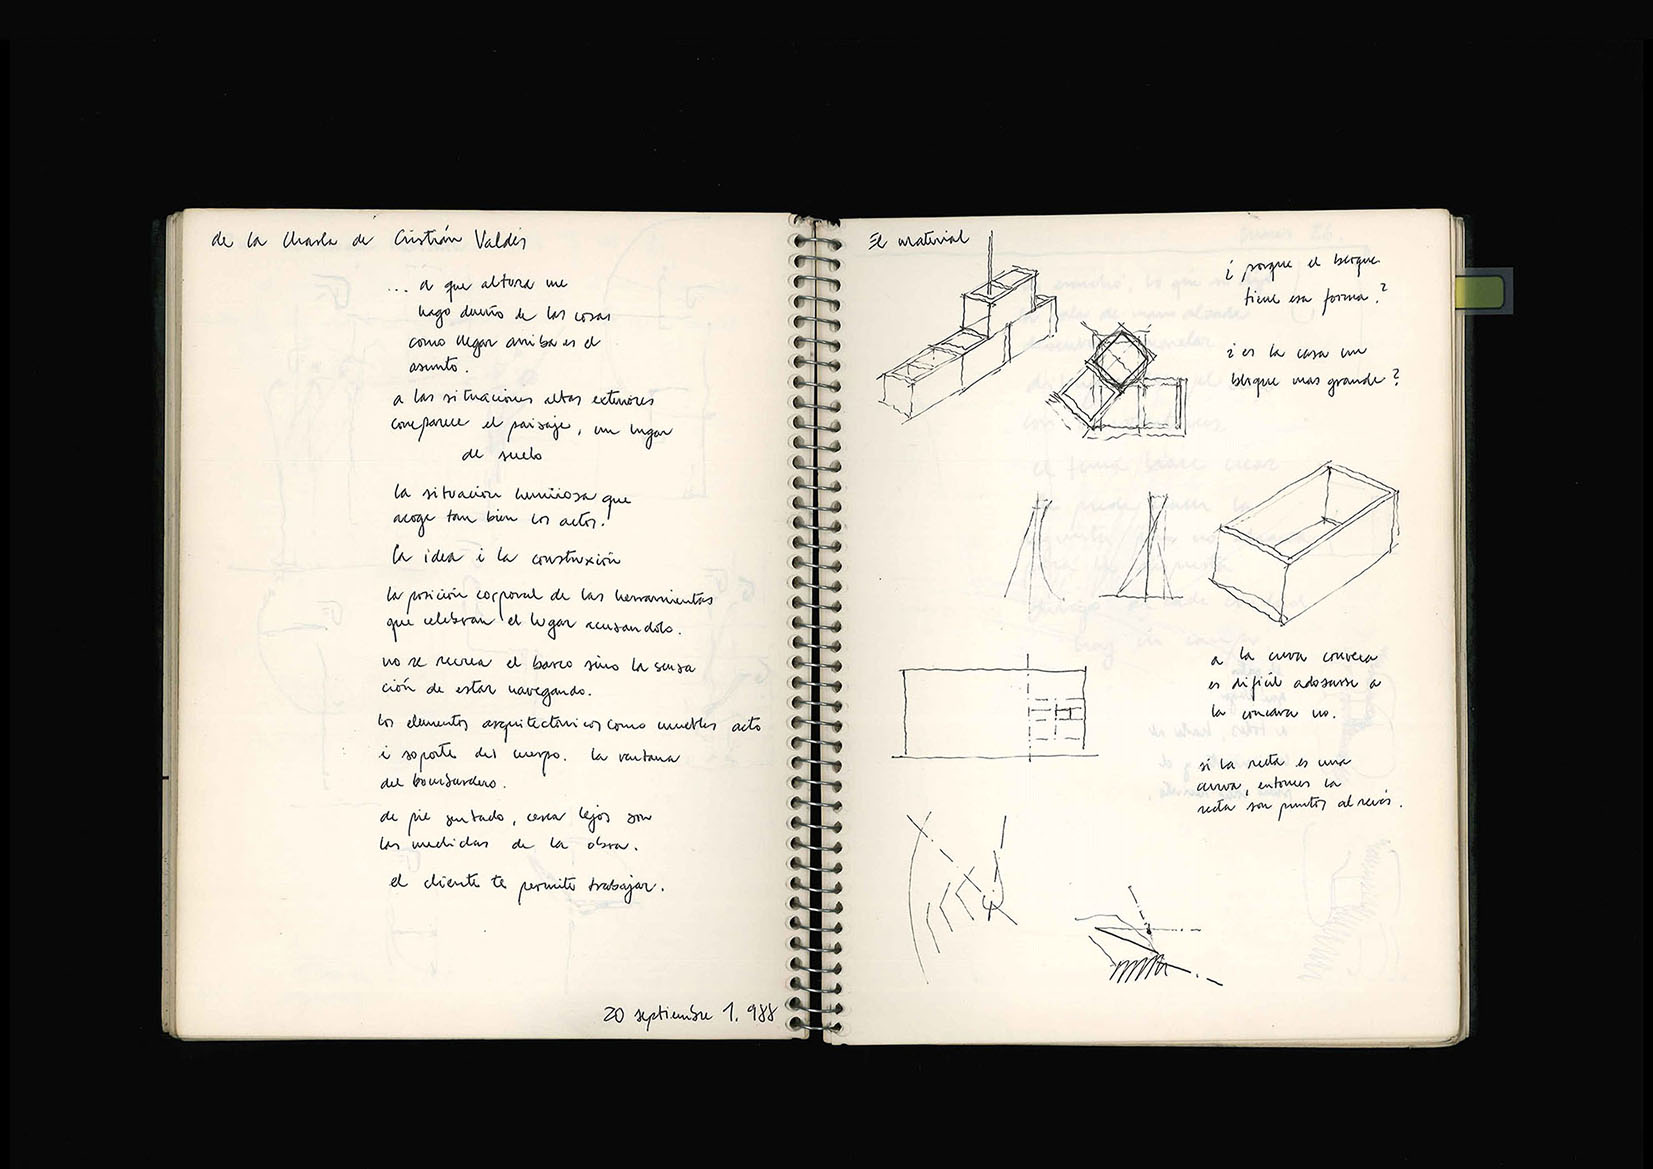 de la charla de Cristián Valdés
... a que altura me
hago dueño de las cosas
como llegar arriba es el
asunto.
a las situaciones altas exteriores
comparece el paisaje, un lugar
de suelo
la situación luminosa que
acoge tan bien los actos.
la idea i la construxión
la posición corporal de las herramientas
que celebran el lugar acusandolo.
no se recrea el barco sino la sensa
ción de estar navegando.
los elementos arquitectónicos como muebles acto
i soporte del cuerpo. la ventana
del bombardero.
de pie sentado, cerca lejos son
las medidas de la obra.
el cliente te permite trabajar.
20 septiembre 1.988
El material
¿ porque el bloque
tiene esa forma.?
¿ es la casa un
bloque mas grande?
a la curva convexa
es dificil adosarse a
la concava no.
si la recta es una
curva, entonces la
recta son puntos al revés.